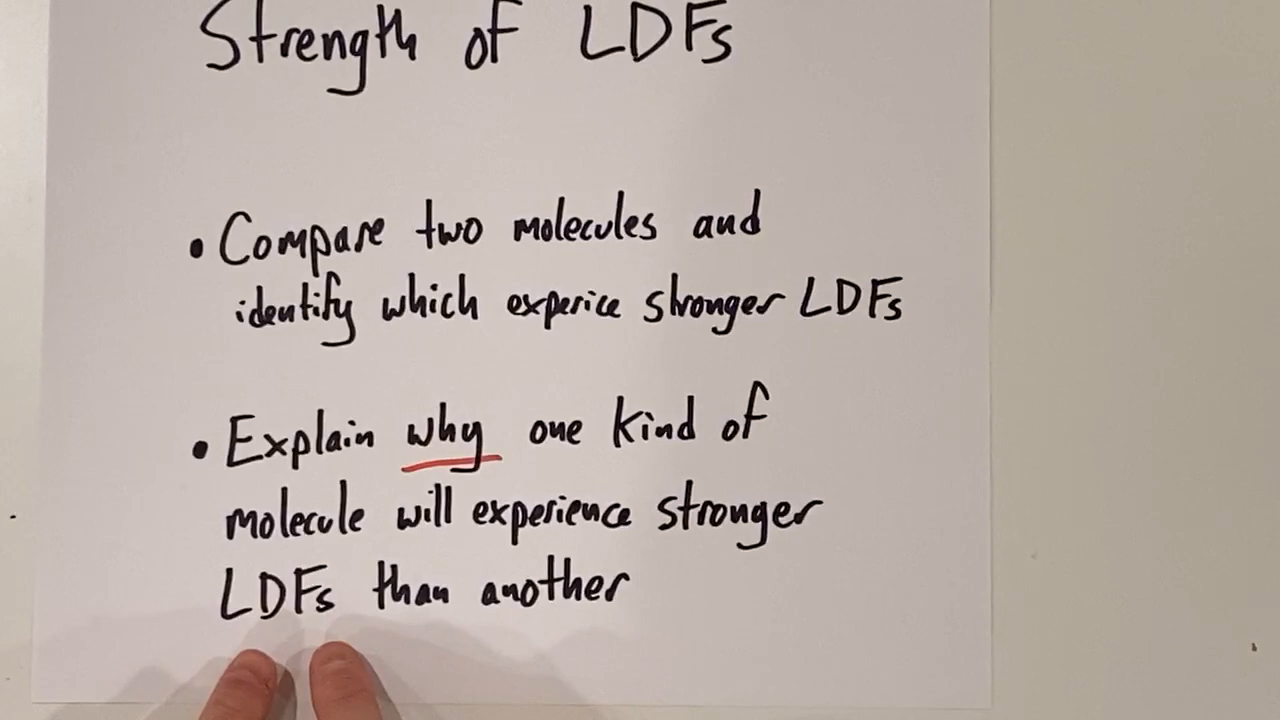 Strength of LDFs
• Compare two molecules and
identify which experice stronger LDFs
• Explain why one kind of
molecule will experience stronger
LDFs than another